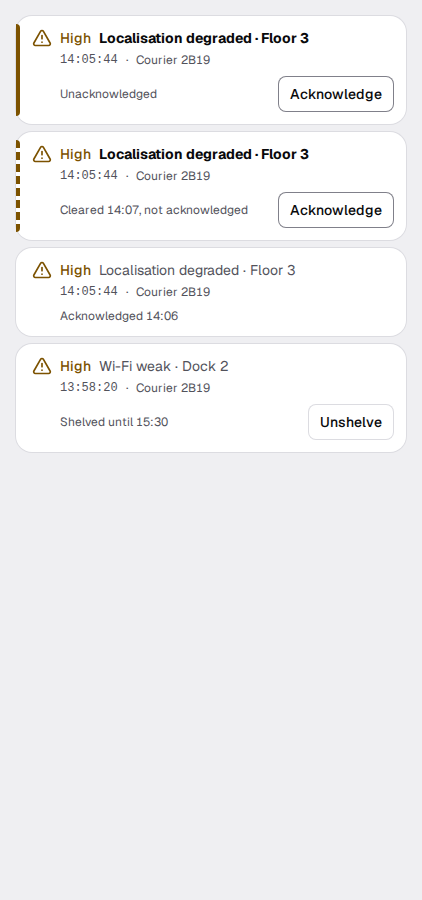 High Localisation degraded · Floor 3
14:05:44 · Courier 2B19
Unacknowledged Acknowledge
High Localisation degraded · Floor 3
14:05:44 · Courier 2B19
Cleared 14:07, not acknowledged Acknowledge
High Localisation degraded · Floor 3
14:05:44 · Courier 2B19
Acknowledged 14:06
High Wi-Fi weak · Dock 2
13:58:20 · Courier 2B19
Shelved until 15:30 Unshelve